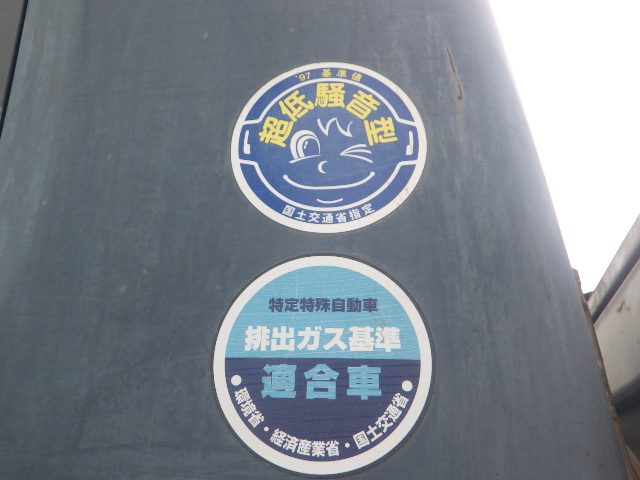 '97 基準値
超低騒音型
国土交通省指定
特定特殊自動車
排出ガス基準
適合車
●環境省・経済産業省・国土交通省●